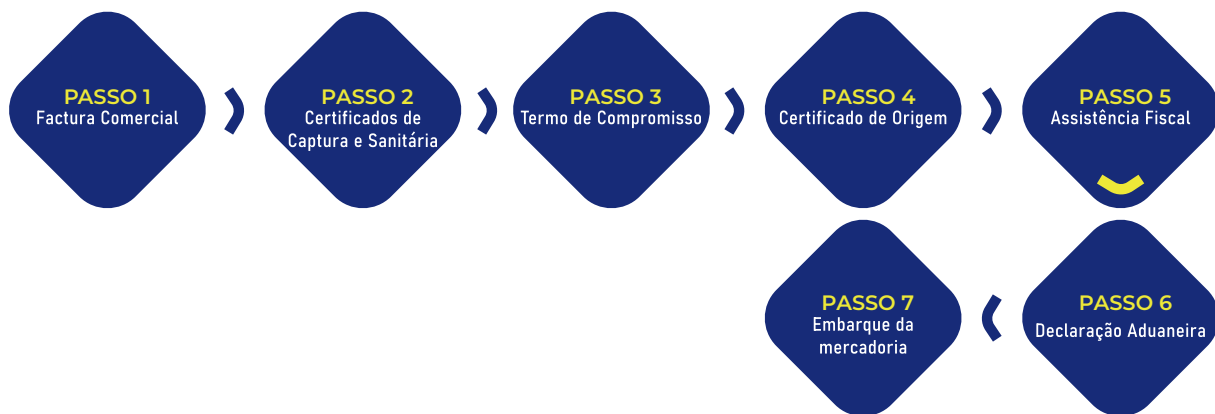 PASSO 1
Factura Comercial
PASSO 2
Certificados de
Captura e Sanitária
PASSO 3
Termo de Compromisso
PASSO 4
Certificado de Origem
PASSO 5
Assistência Fiscal
PASSO 6
Declaração Aduaneira
PASSO 7
Embarque da
mercadoria